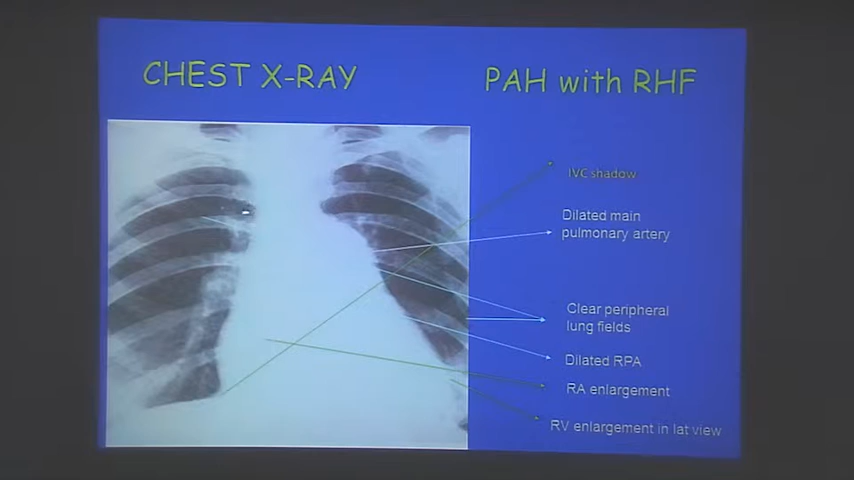 CHEST X-RAY
PAH with RHF
IVC shadow
Dilated main
pulmonary artery
Clear peripheral
lung fields
Dilated RPA
RA enlargement
RV enlargement in lat view